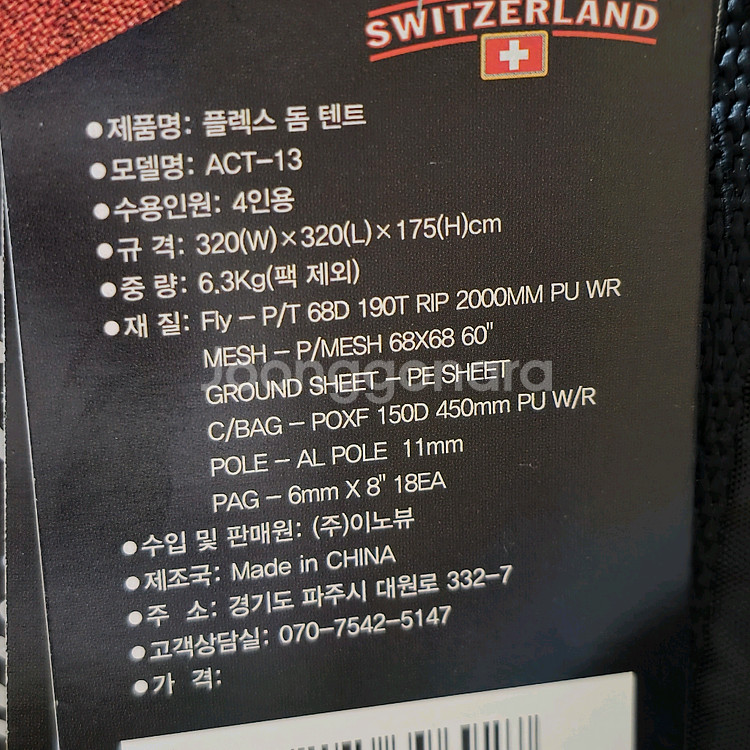 SWITZERLAND
●제품명: 플렉스 돔 텐트
●모델명: ACT-13
●수용인원: 4인용
●규 격: 320(W)×320(L)×175(H)cm
●중 량: 6.3Kg(팩 제외)
●재 질: Fly - P/T 68D 190T RIP 2000MM PU WR
MESH - P/MESH 68X68 60"
GROUND SHEET - PE SHEET
Joonggonara
C/BAG - POXF 150D 450mm PU W/R
POLE - AL POLE 11mm
PAG - 6mm X 8" 18EA
●수입 및 판매원: (주)이노뷰
●제조국: Made in CHINA
●주 소: 경기도 파주시 대원로 332-7
●고객상담실: 070-7542-5147
●가 격: